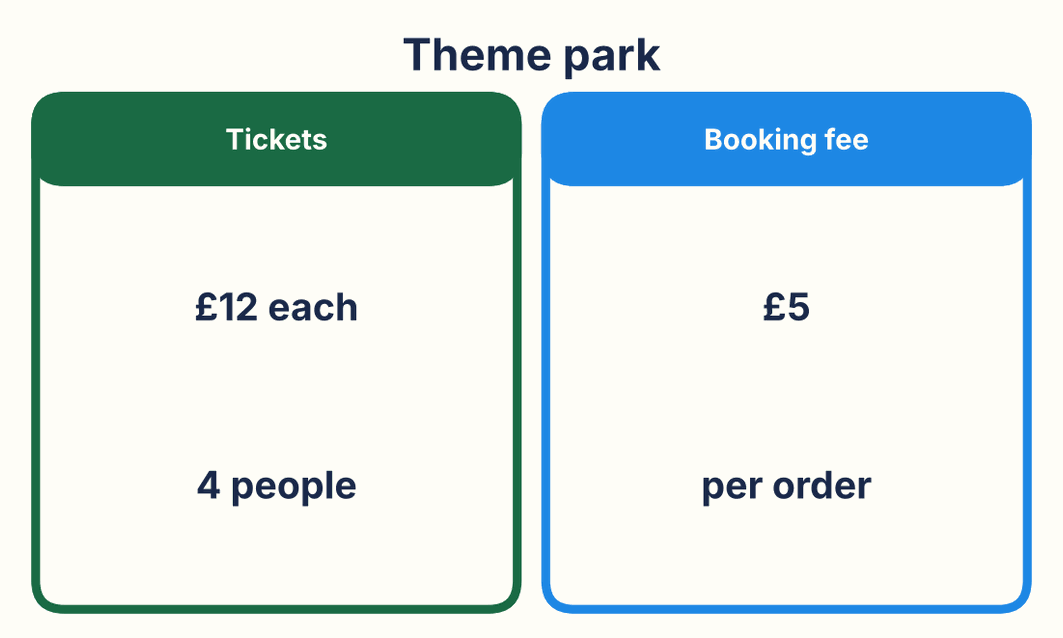 Theme park
Tickets
£12 each
4 people
Booking fee
£5
per order